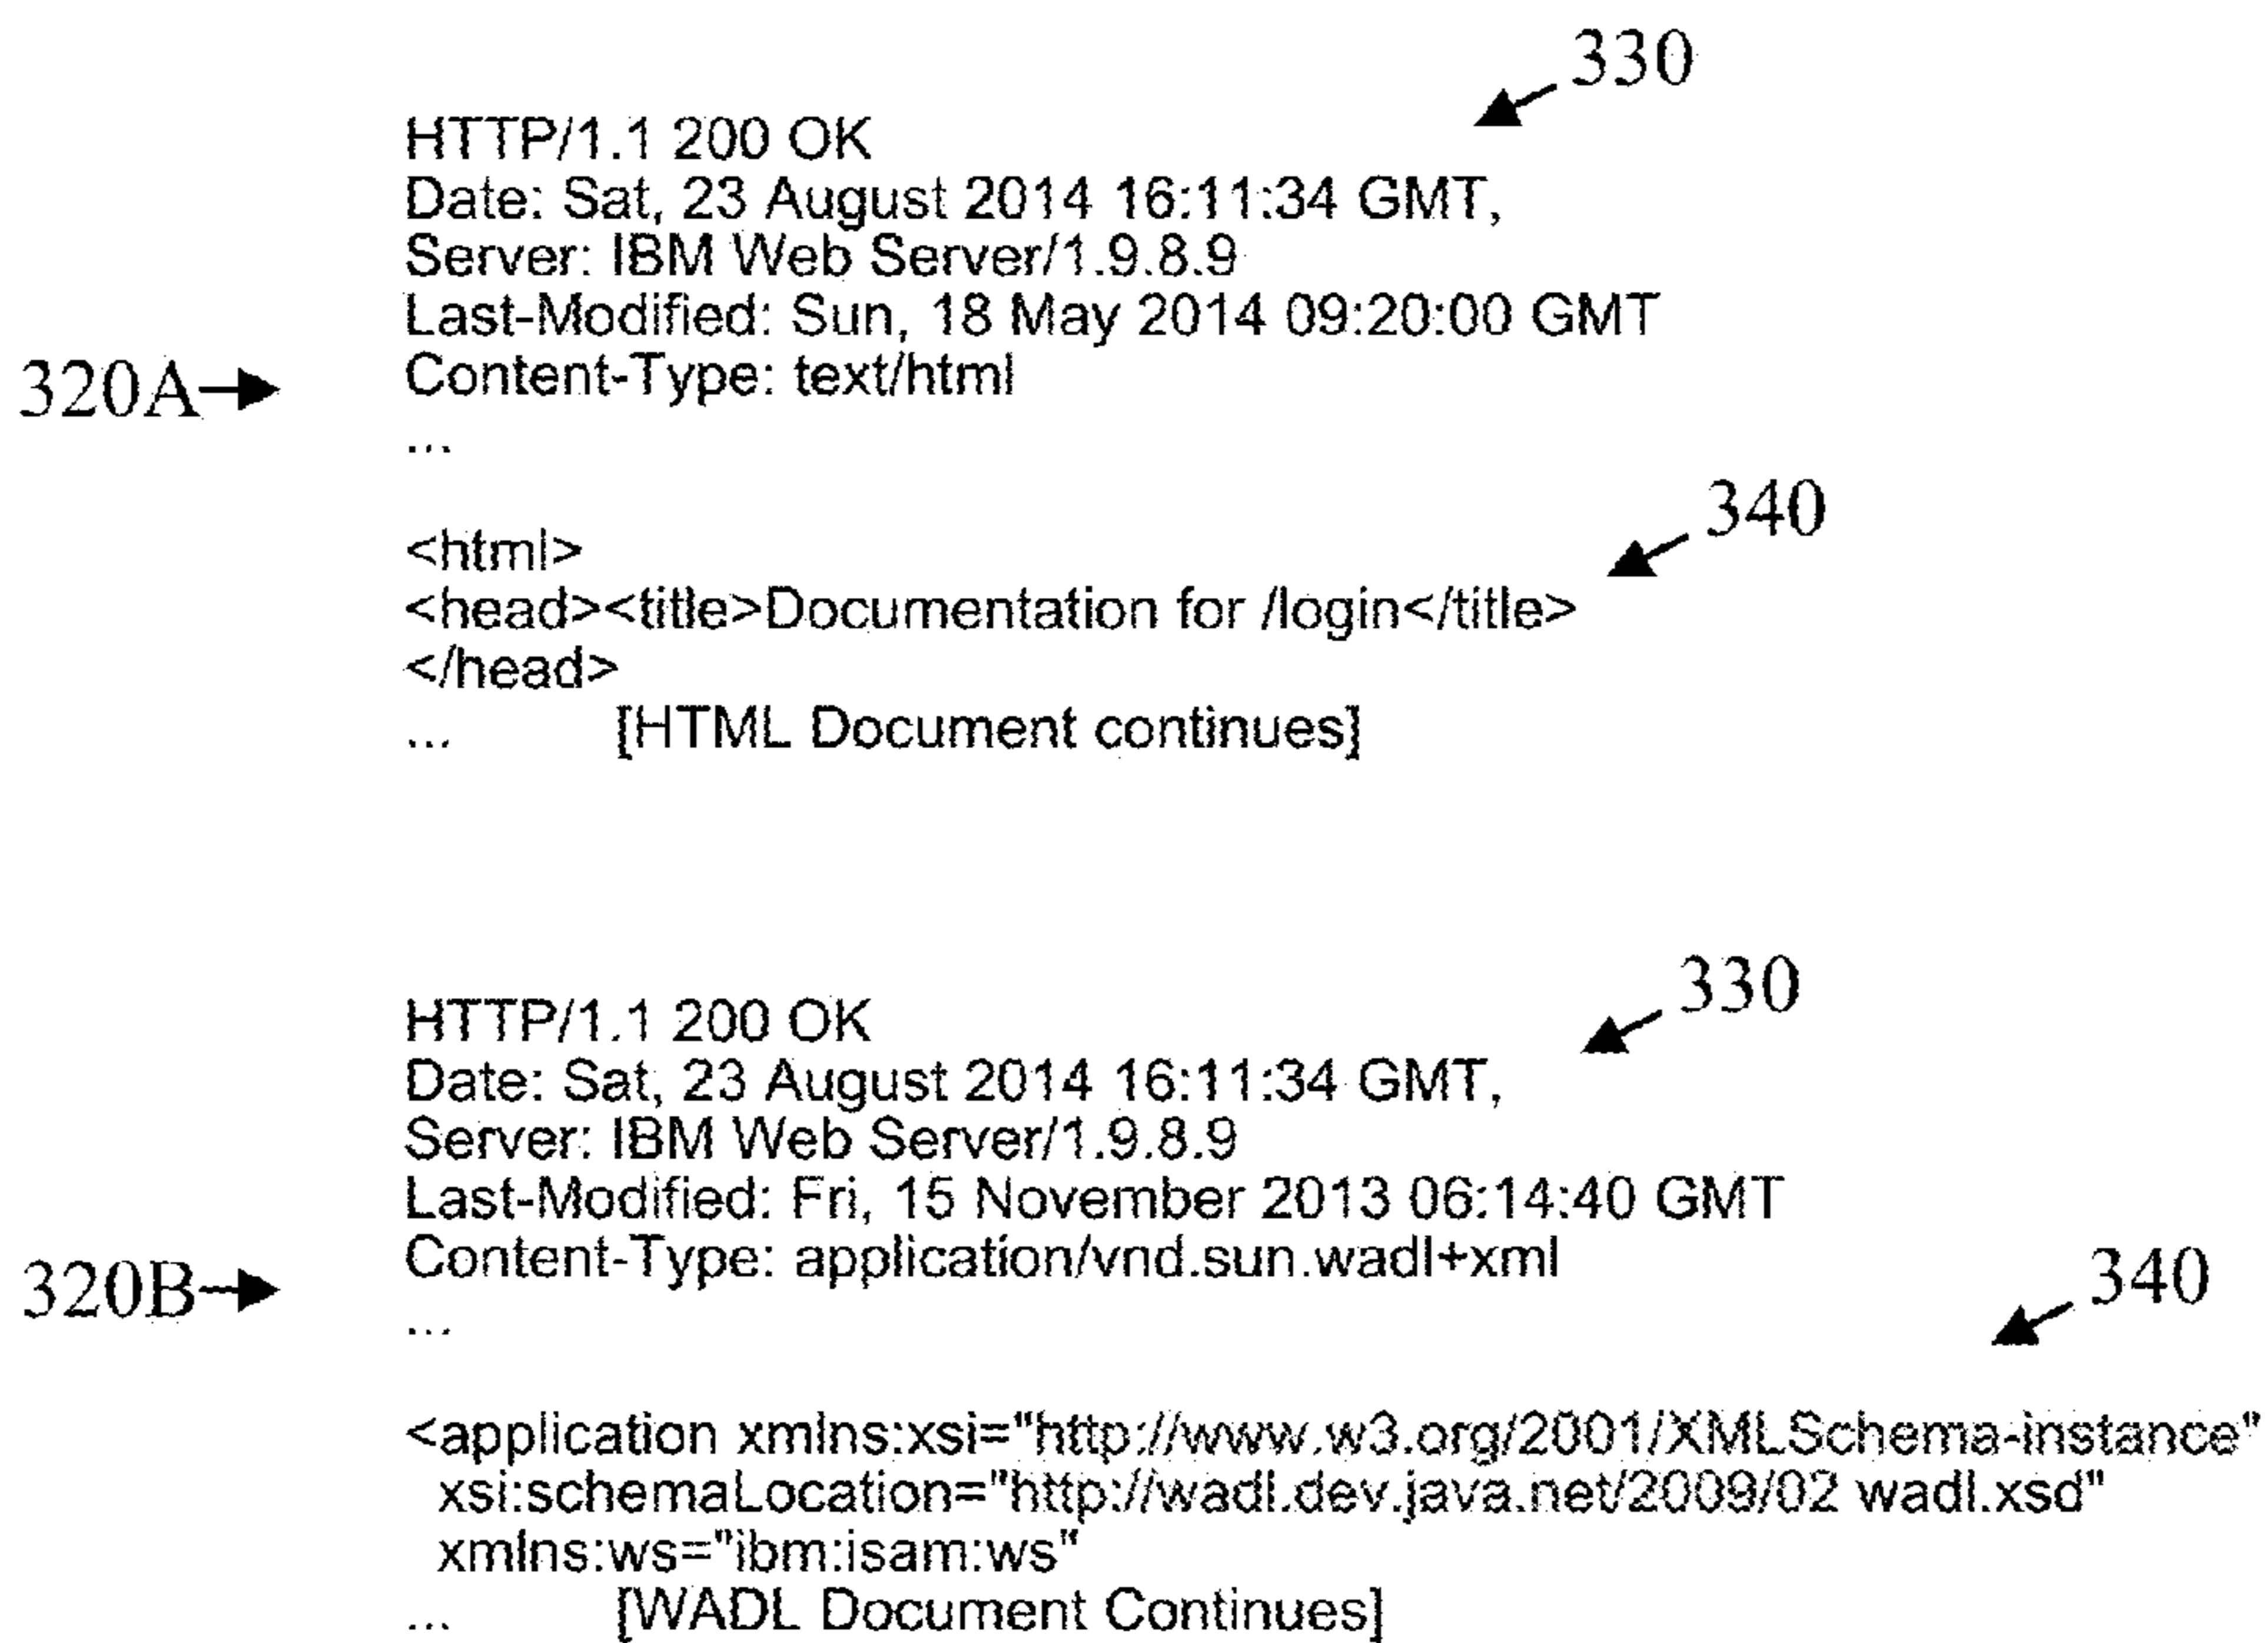 330
HTTP/1.1 200 OK
Date: Sat, 23 August 2014 16:11:34 GMT,
Server: IBM Web Server/1.9.8.9
Last-Modified: Sun, 18 May 2014 09:20:00 GMT
320A Content-Type: text/html
...
340
<html>
<head><title>Documentation for /login</title>
</head>
... [HTML Document continues]
330
HTTP/1.1 200 OK
Date: Sat, 23 August 2014 16:11:34 GMT,
Server: IBM Web Server/1.9.8.9
Last-Modified: Fri, 15 November 2013 06:14:40 GMT
Content-Type: application/vnd.sun.wadl+xml
320B
340
...
<application xmlns:xsi="http://www.w3.org/2001/XMLSchema-instance"
xsi:schemaLocation="http://wadl.dev.java.net/2009/02 wadl.xsd"
xmlns:ws="ibm:isam:ws"
... [WADL Document Continues]